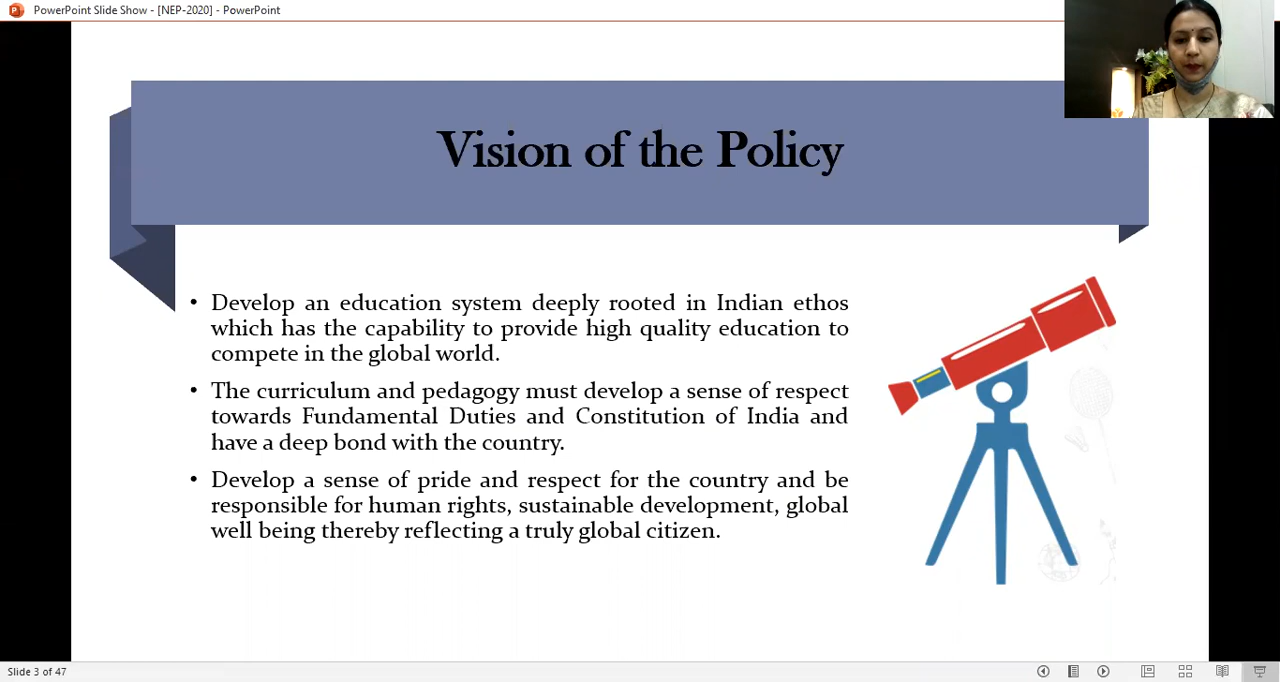 PowerPoint Slide Show - [NEP-2020] - PowerPoint
Vision of the Policy
• Develop an education system deeply rooted in Indian ethos
which has the capability to provide high quality education to
compete in the global world.
• The curriculum and pedagogy must develop a sense of respect
towards Fundamental Duties and Constitution of India and
have a deep bond with the country.
• Develop a sense of pride and respect for the country and be
responsible for human rights, sustainable development, global
well being thereby reflecting a truly global citizen.
Slide 3 of 47